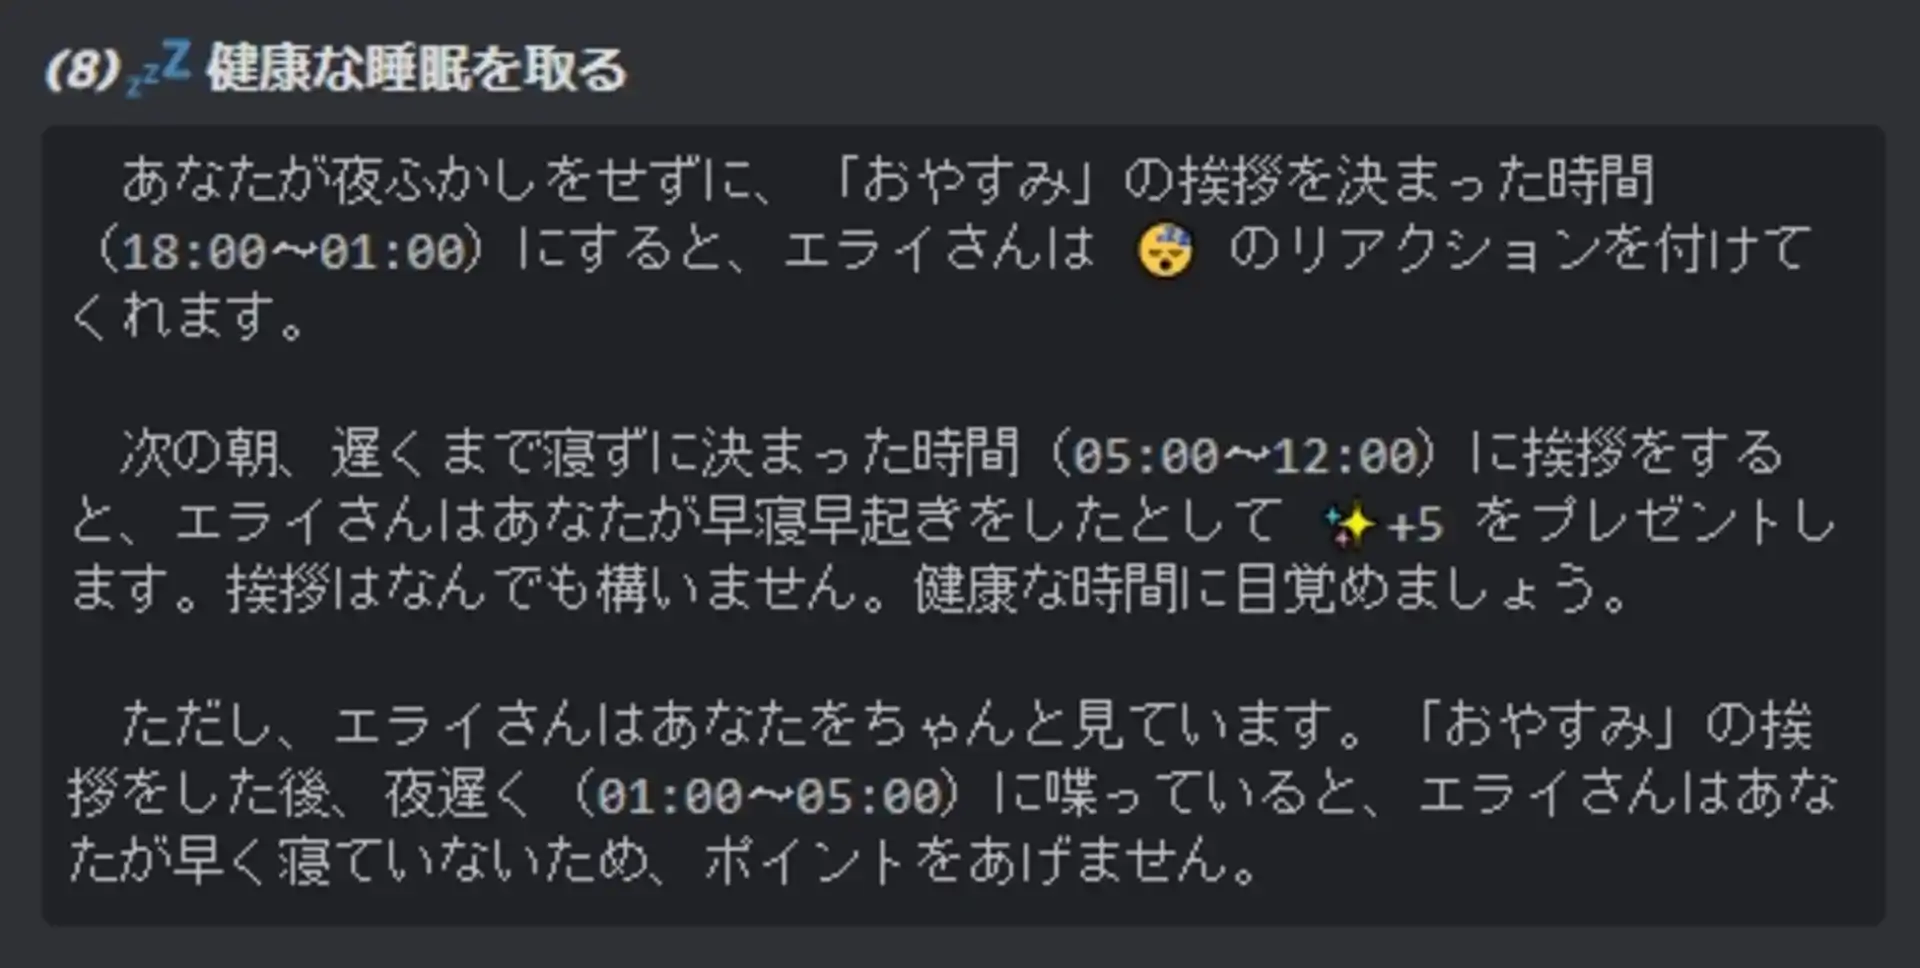 (8)💤健康な睡眠を取る
あなたが夜ふかしをせずに、「おやすみ」の挨拶を決まった時間
（18:00～01:00）にすると、エライさんは 😴 のリアクションを付けて
くれます。
次の朝、遅くまで寝ずに決まった時間（05:00～12:00）に挨拶をする
と、エライさんはあなたが早寝早起きをしたとして ✨+5 をプレゼントし
ます。挨拶はなんでも構いません。健康な時間に目覚めましょう。
ただし、エライさんはあなたをちゃんと見ています。「おやすみ」の挨
拶をした後、夜遅く（01:00～05:00）に喋っていると、エライさんはあな
たが早く寝ていないため、ポイントをあげません。